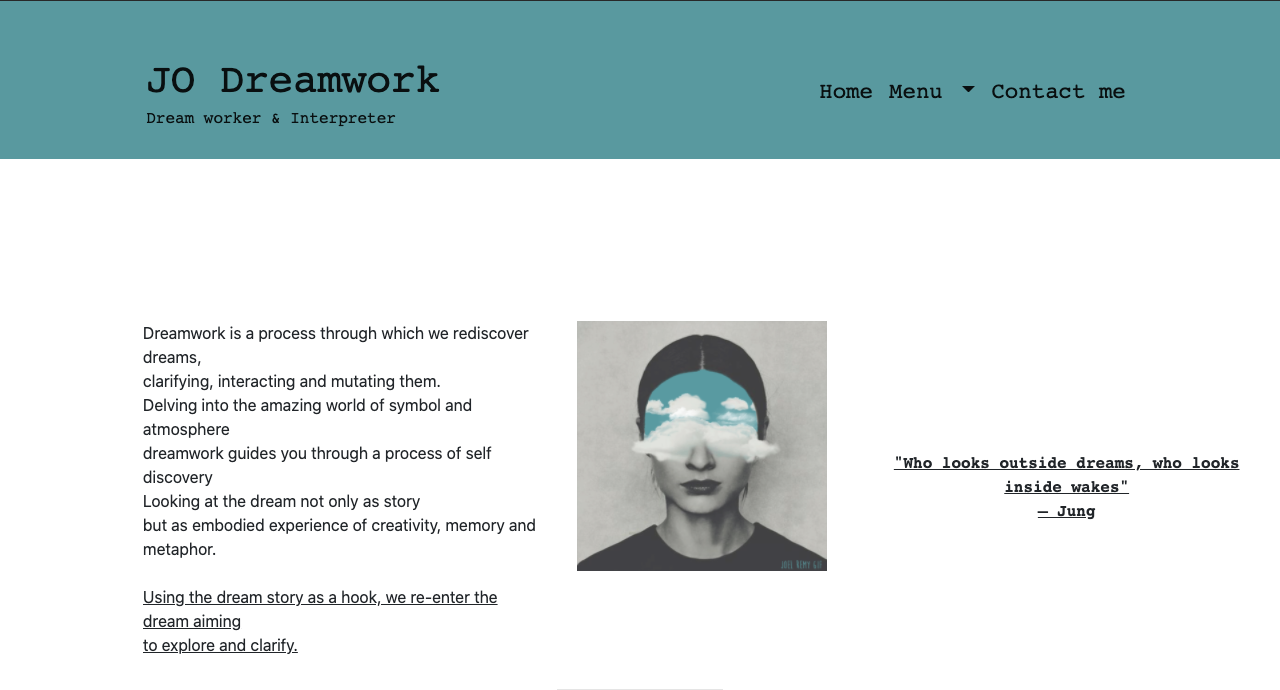 JO Dreamwork
Dream worker & Interpreter
Home Menu Contact me
Dreamwork is a process through which we rediscover
dreams,
clarifying, interacting and mutating them.
Delving into the amazing world of symbol and
atmosphere
dreamwork guides you through a process of self
discovery
Looking at the dream not only as story
but as embodied experience of creativity, memory and
metaphor.
Using the dream story as a hook, we re-enter the
dream aiming
to explore and clarify.
JOEL REMY GIF
"Who looks outside dreams, who looks
inside wakes"
— Jung